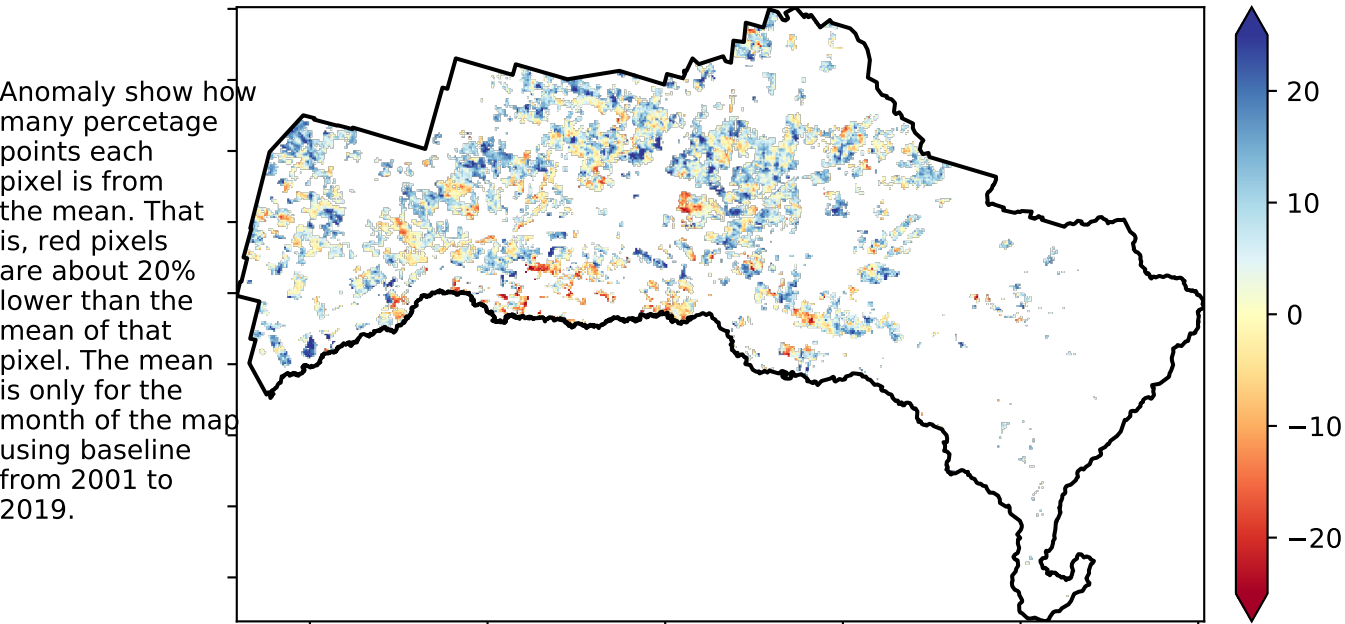 Anomaly show how
many percetage
points each
pixel is from
the mean. That
is, red pixels
are about 20%
lower than the
mean of that
pixel. The mean
is only for the
month of the map
using baseline
from 2001 to
2019.
20
10
0
−10
−20